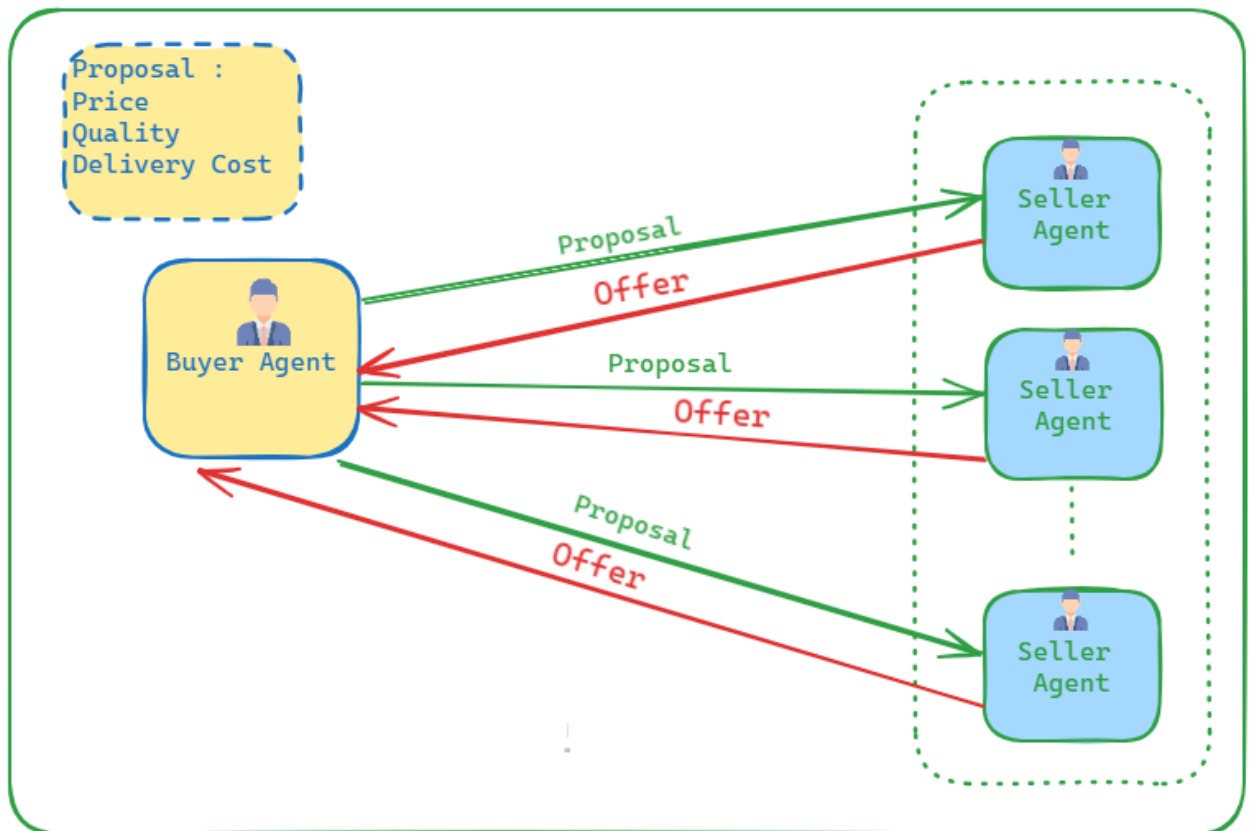 Proposal :
Price
Quality
Delivery Cost
Buyer Agent
Proposal
Offer
Proposal
Offer
Proposal
Offer
Seller
Agent
Seller
Agent
Seller
Agent